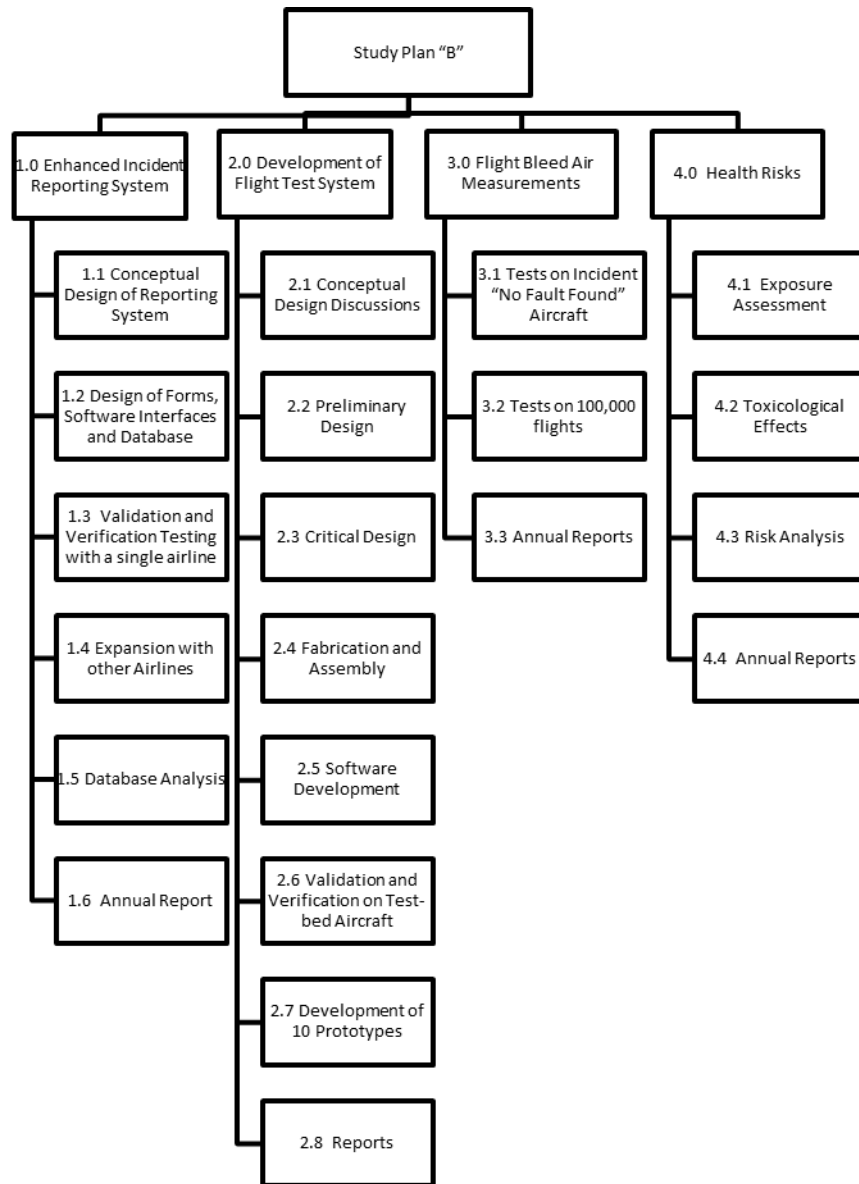 Study Plan “B”
1.0 Enhanced Incident
Reporting System
2.0 Development of
Flight Test System
3.0 Flight Bleed Air
Measurements
4.0 Health Risks
1.1 Conceptual
Design of Reporting
System
1.2 Design of Forms,
Software Interfaces
and Database
1.3 Validation and
Verification Testing
with a single airline
1.4 Expansion with
other Airlines
1.5 Database Analysis
1.6 Annual Report
2.1 Conceptual
Design Discussions
2.2 Preliminary
Design
2.3 Critical Design
2.4 Fabrication and
Assembly
2.5 Software
Development
2.6 Validation and
Verification on Test-
bed Aircraft
2.7 Development of
10 Prototypes
2.8 Reports
3.1 Tests on Incident
“No Fault Found”
Aircraft
3.2 Tests on 100,000
flights
3.3 Annual Reports
4.1 Exposure
Assessment
4.2 Toxicological
Effects
4.3 Risk Analysis
4.4 Annual Reports